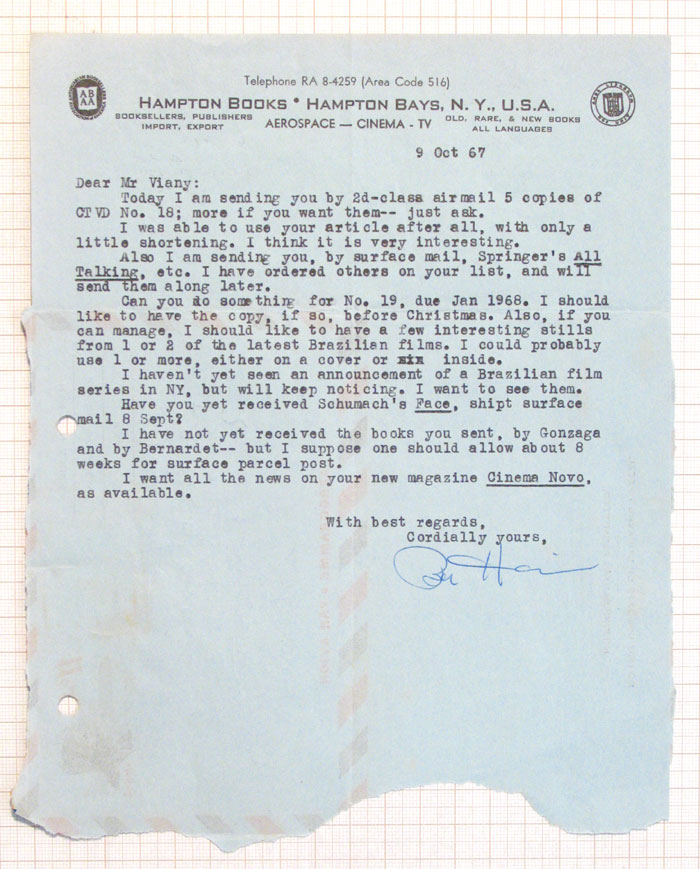 Telephone RA 8-4259 (Area Code 516)
AB
AA
HAMPTON BOOKS • HAMPTON BAYS, N. Y., U.S.A.
BOOKSELLERS, PUBLISHERS
IMPORT, EXPORT
AEROSPACE — CINEMA - TV
OLD, RARE, & NEW BOOKS
ALL LANGUAGES
9 Oct 67
Dear Mr Viany:
Today I am sending you by 2d-class airmail 5 copies of
CTVD No. 18; more if you want them-- just ask.
I was able to use your article after all, with only a
little shortening. I think it is very interesting.
Also I am sending you, by surface mail, Springer's All
Talking, etc. I have ordered others on your list, and will
send them along later.
Can you do something for No. 19, due Jan 1968. I should
like to have the copy, if so, before Christmas. Also, if you
can manage, I should like to have a few interesting stills
from 1 or 2 of the latest Brazilian films. I could probably
use 1 or more, either on a cover or xix inside.
I haven't yet seen an announcement of a Brazilian film
series in NY, but will keep noticing. I want to see them.
Have you yet received Schumach's Face, shipt surface
mail 8 Sept?
I have not yet received the books you sent, by Gonzaga
and by Bernardet-- but I suppose one should allow about 8
weeks for surface parcel post.
I want all the news on your new magazine Cinema Novo,
as available.
With best regards,
Cordially yours,